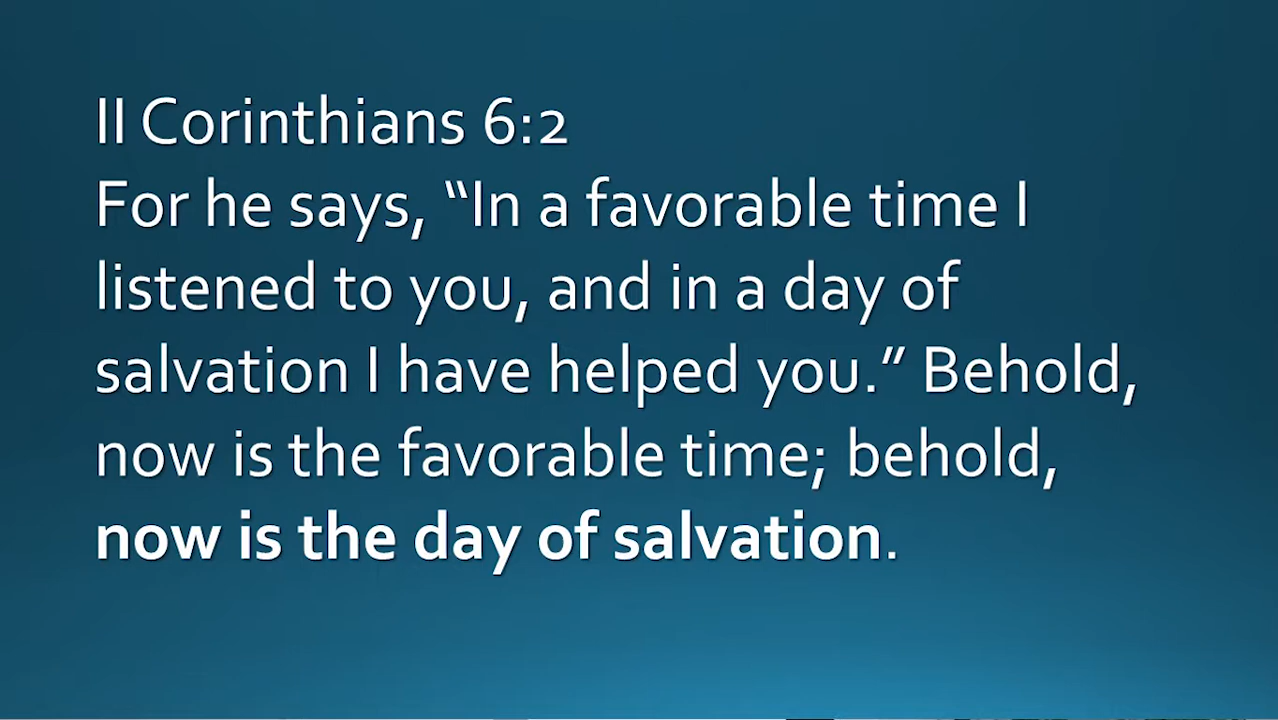 II Corinthians 6:2
For he says, “In a favorable time I
listened to you, and in a day of
salvation I have helped you.” Behold,
now is the favorable time; behold,
now is the day of salvation.